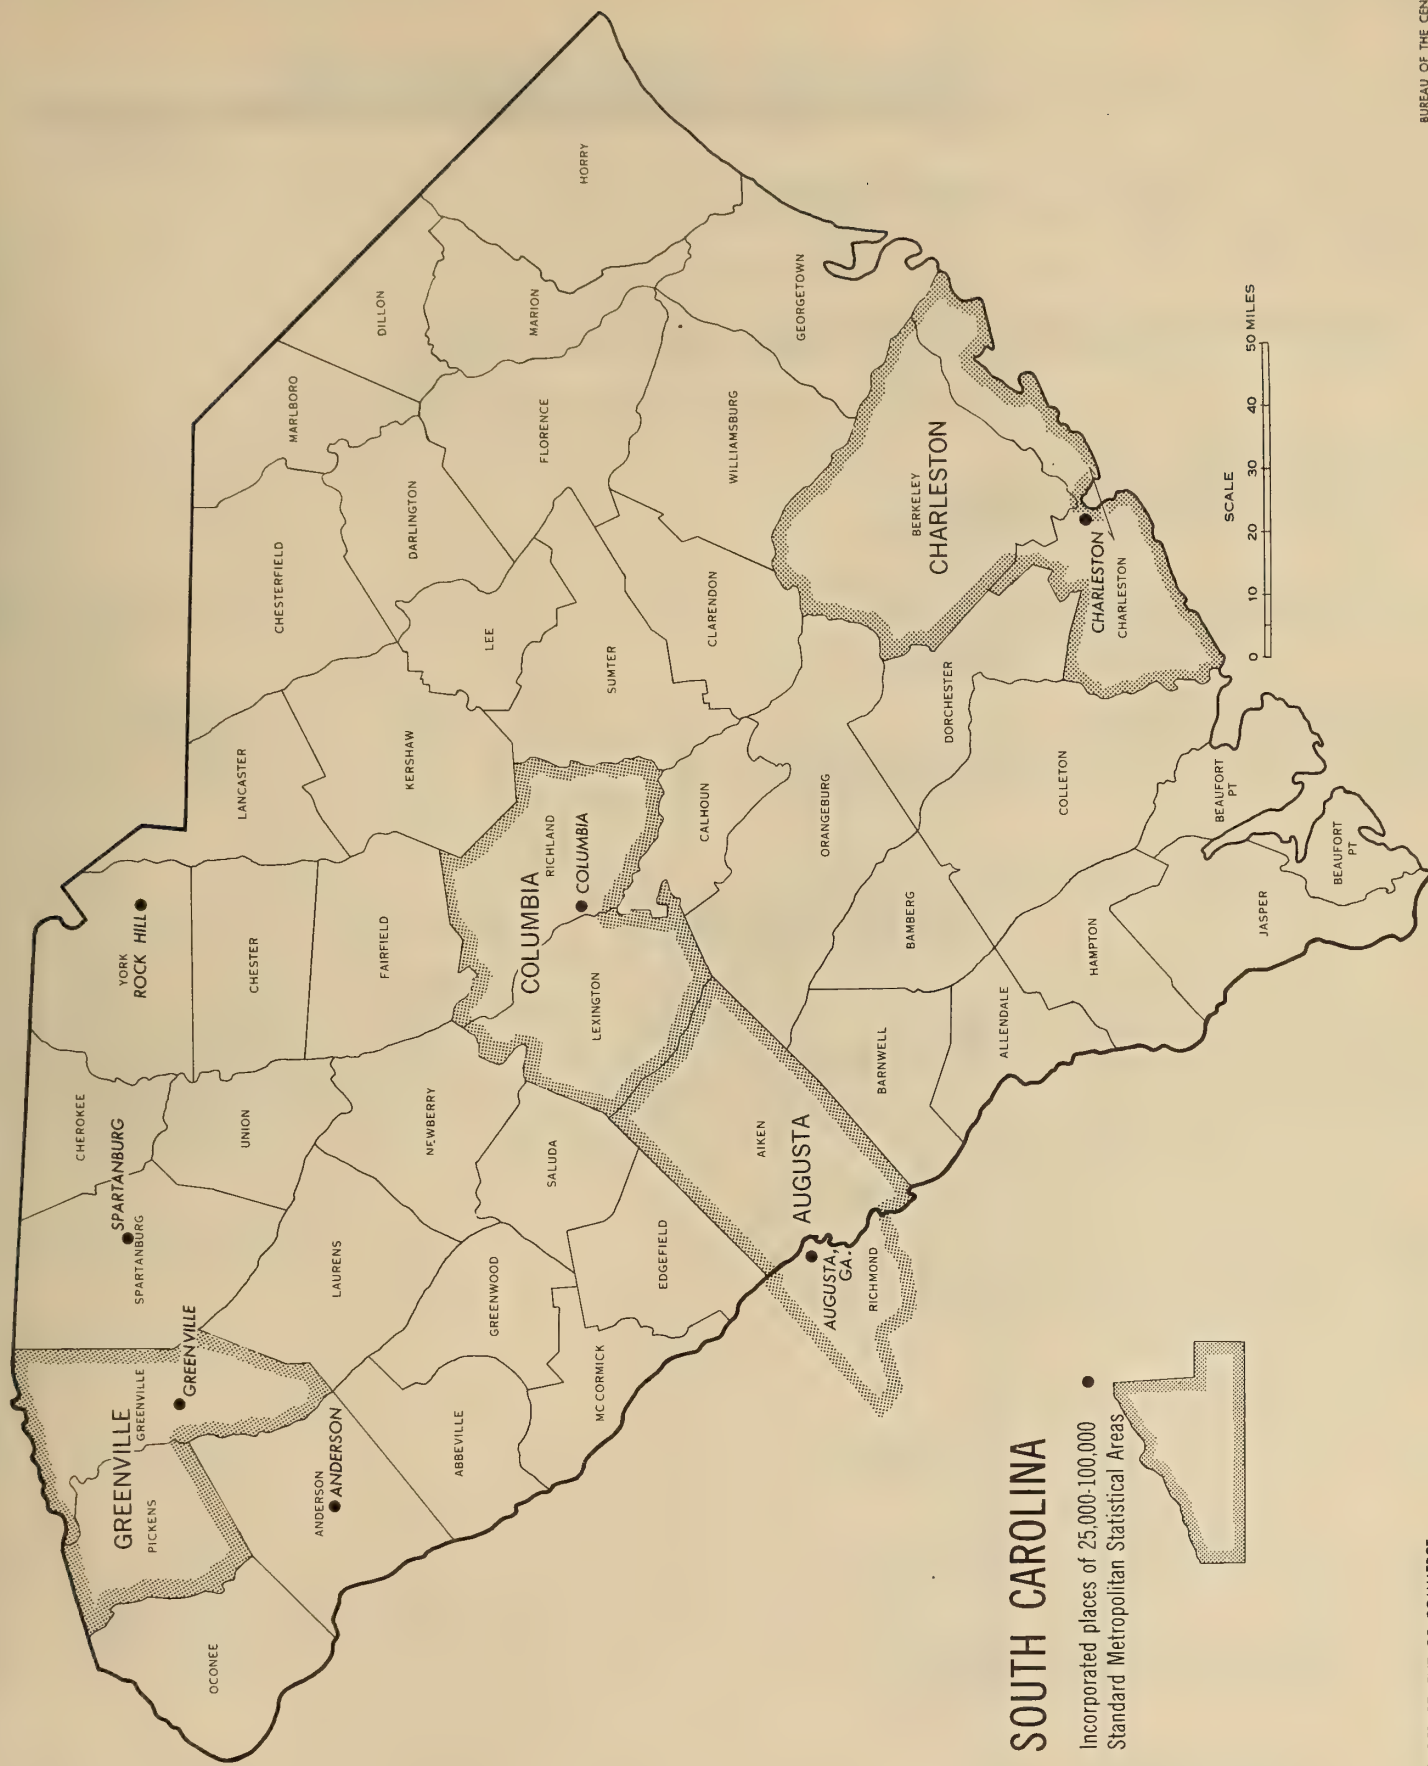 BUREAU OF THE CEN
HORRY
DILLON
MARION
GEORGETOWN
MARLBORO
FLORENCE
WILLIAMSBURG
DARLINGTON
CHESTERFIELD
BERKELEY
CHARLESTON
LEE
CLARENDON
SUMTER
CHARLESTON
CHARLESTON
SCALE
0 10 20 30 40 50 MILES
LANCASTER
KERSHAW
DORCHESTER
COLLETON
CALHOUN
ORANGEBURG
RICHLAND
COLUMBIA
COLUMBIA
BEAUFORT
PT
BEAUFORT
PT
YORK
ROCK HILL
CHESTER
FAIRFIELD
LEXINGTON
BAMBERG
HAMPTON
JASPER
ALLENDALE
BARNWELL
CHEROKEE
SPARTANBURG
SPARTANBURG
UNION
NEWBERRY
SALUDA
AIKEN
AUGUSTA
AUGUSTA,
GA.
RICHMOND
LAURENS
GREENWOOD
EDGEFIELD
GREENVILLE
GREENVILLE
GREENVILLE
PICKENS
ANDERSON
ANDERSON
ABBEVILLE
MC CORMICK
OCONEE
SOUTH CAROLINA
Incorporated places of 25,000-100,000
Standard Metropolitan Statistical Areas